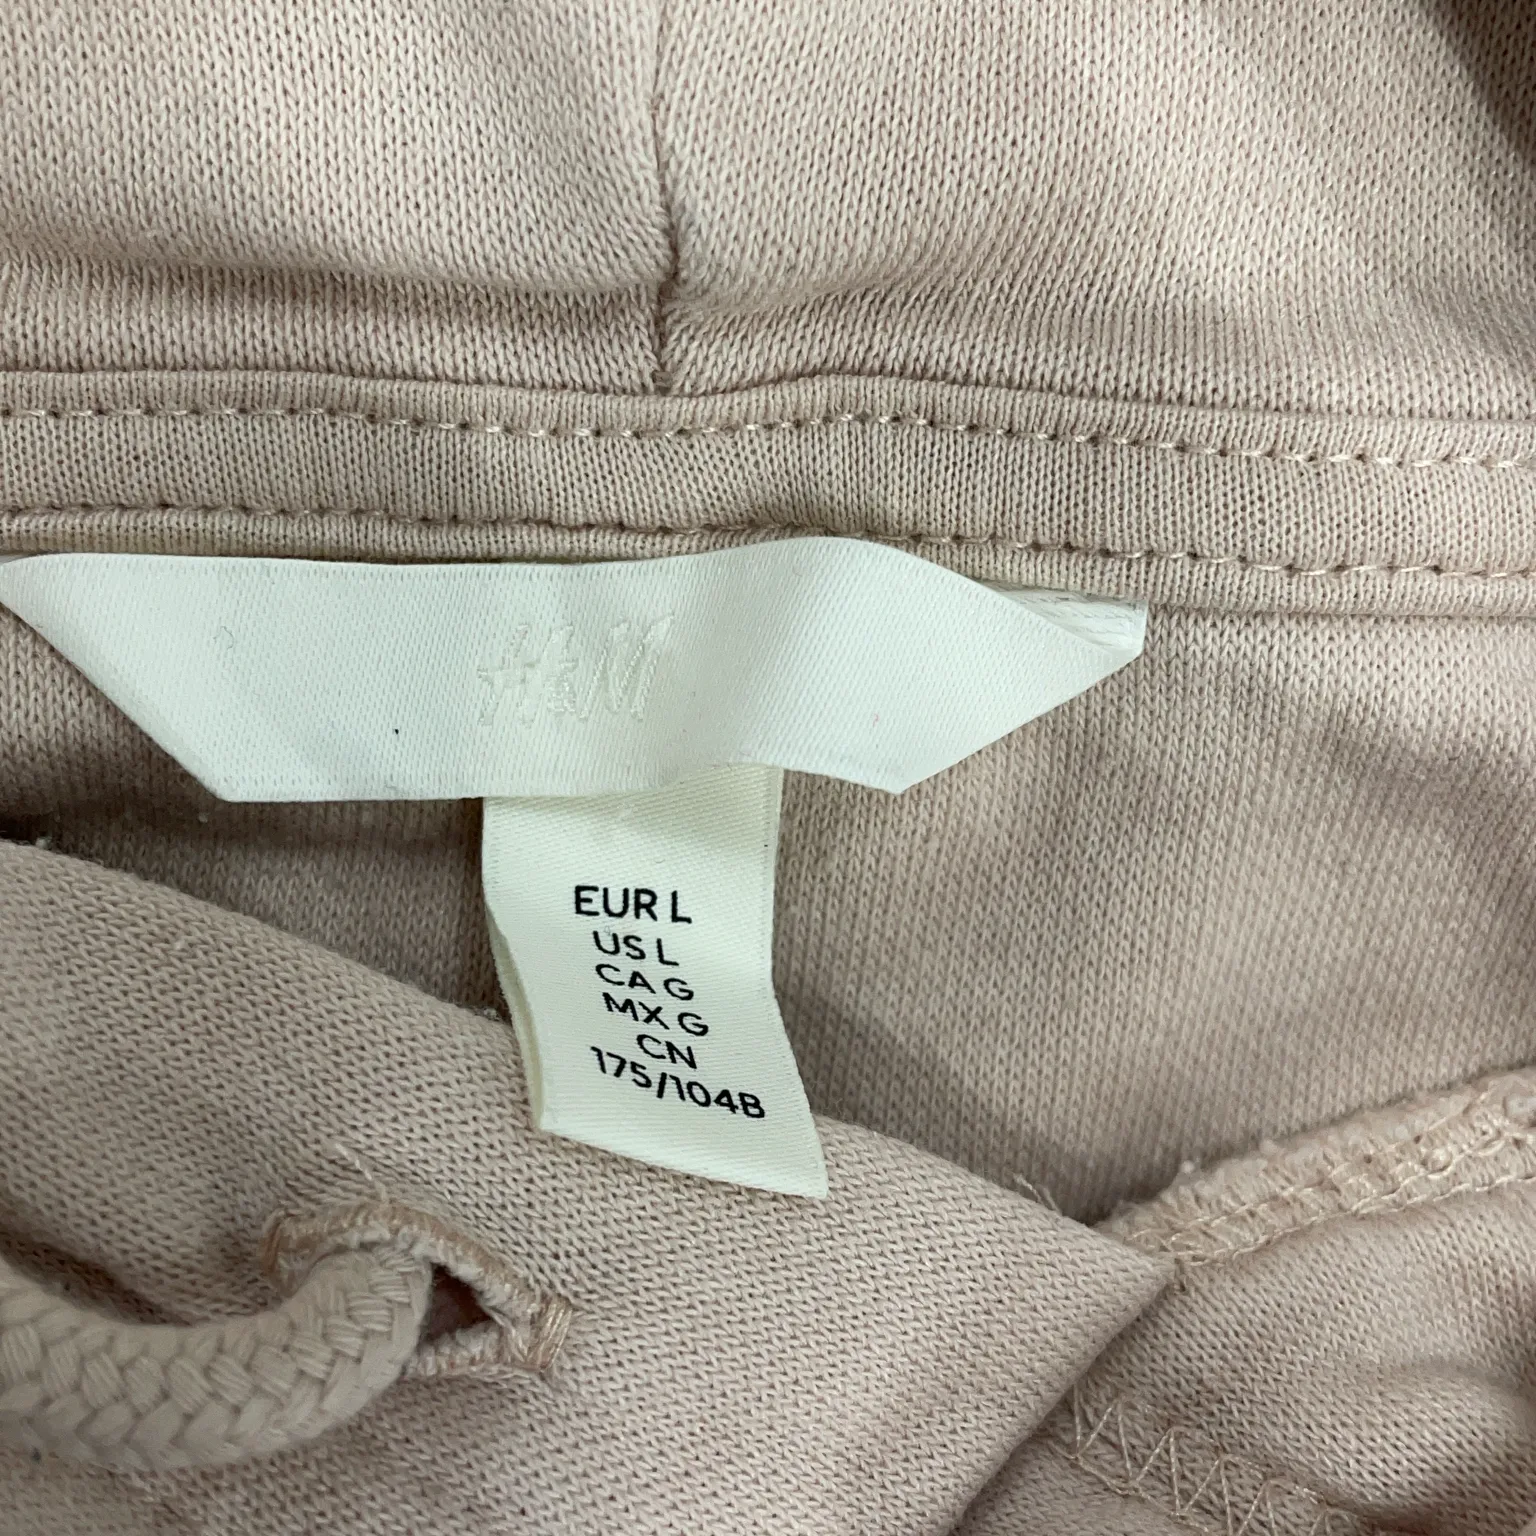 H&M
EUR L
US L
CA G
MX G
CN
175/104B